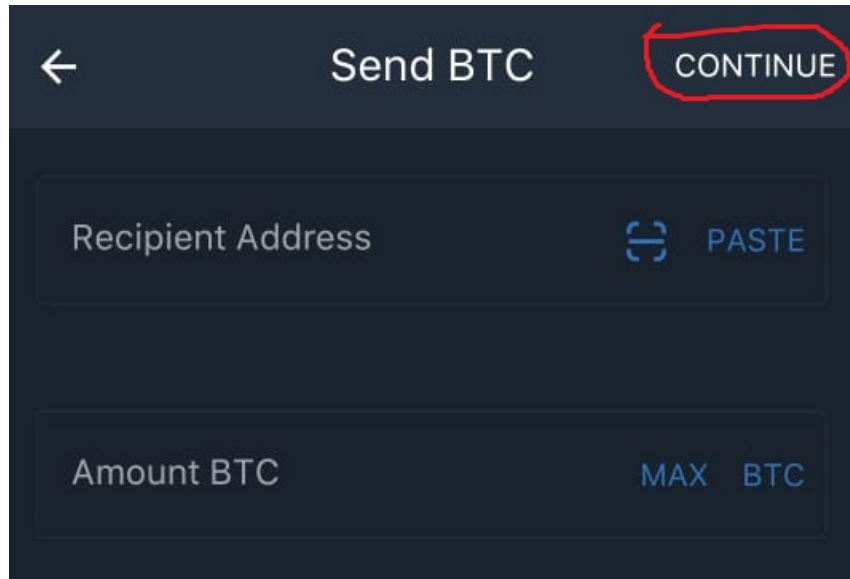 Send BTC CONTINUE
Recipient Address PASTE
Amount BTC MAX BTC